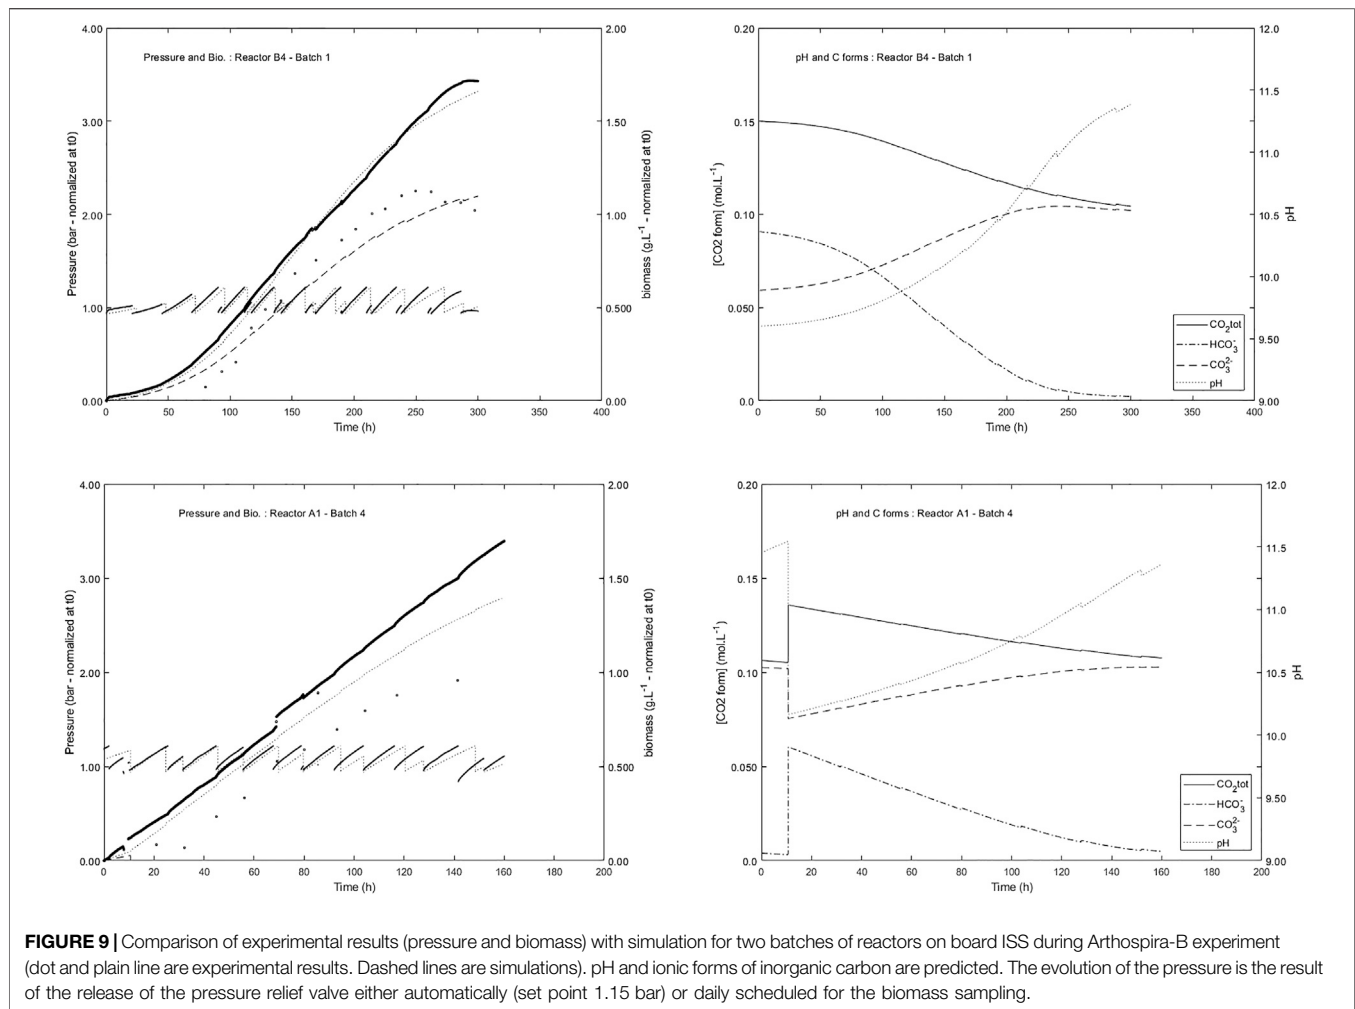 Pressure and Bio. : Reactor B4 - Batch 1
4.00
3.00
2.00
1.00
0.00
Pressure (bar - normalized at t0)
2.00
1.50
1.00
0.500
0.00
biomass (g.L⁻¹ - normalized at t0)
0 50 100 150 200 250 300 350 400
Time (h)
pH and C forms : Reactor B4 - Batch 1
0.20
0.15
0.10
0.050
0.0
[CO2 form] (mol.L⁻¹)
12.0
11.5
11.0
10.5
10.0
9.50
9.00
pH
CO₂tot
HCO₃⁻
CO₃²⁻
pH
0 50 100 150 200 250 300 350 400
Time (h)
Pressure and Bio. : Reactor A1 - Batch 4
4.00
3.00
2.00
1.00
0.00
Pressure (bar - normalized at t0)
2.00
1.50
1.00
0.500
0.00
biomass (g.L⁻¹ - normalized at t0)
0 20 40 60 80 100 120 140 160 180 200
Time (h)
pH and C forms : Reactor A1 - Batch 4
0.20
0.15
0.10
0.050
0.0
[CO2 form] (mol.L⁻¹)
12.0
11.5
11.0
10.5
10.0
9.50
9.00
pH
CO₂tot
HCO₃⁻
CO₃²⁻
pH
0 20 40 60 80 100 120 140 160 180 200
Time (h)
FIGURE 9 | Comparison of experimental results (pressure and biomass) with simulation for two batches of reactors on board ISS during Arthospira-B experiment
(dot and plain line are experimental results. Dashed lines are simulations). pH and ionic forms of inorganic carbon are predicted. The evolution of the pressure is the result
of the release of the pressure relief valve either automatically (set point 1.15 bar) or daily scheduled for the biomass sampling.